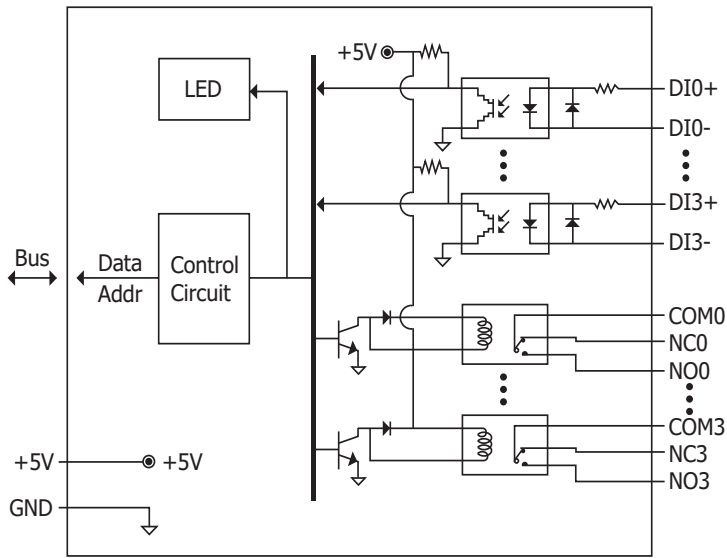 +5V
LED
DI0+
DI0-
DI3+
DI3-
Bus
Data
Addr
Control
Circuit
COM0
NC0
NO0
COM3
NC3
NO3
+5V
+5V
GND